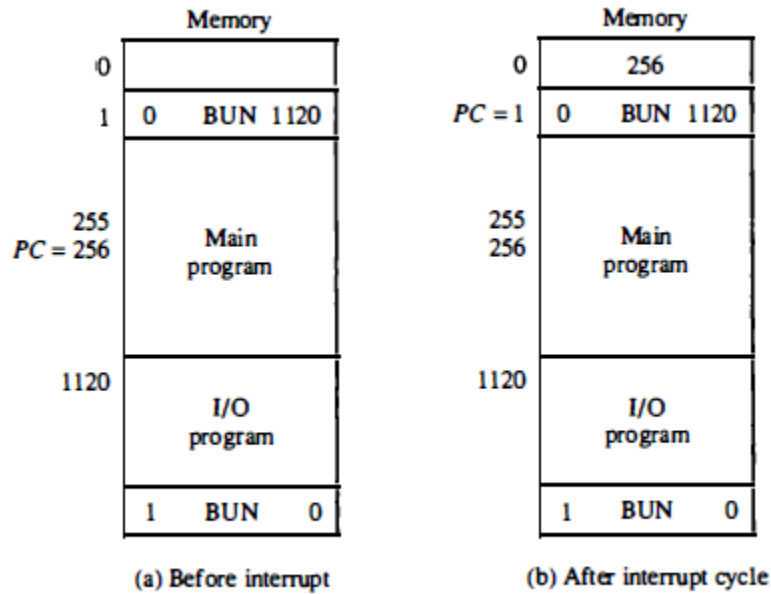 Memory
0
1 0 BUN 1120
255
PC = 256
Main
program
1120
I/O
program
1 BUN 0
(a) Before interrupt
Memory
0 256
PC = 1 0 BUN 1120
255
256
Main
program
1120
I/O
program
1 BUN 0
(b) After interrupt cycle